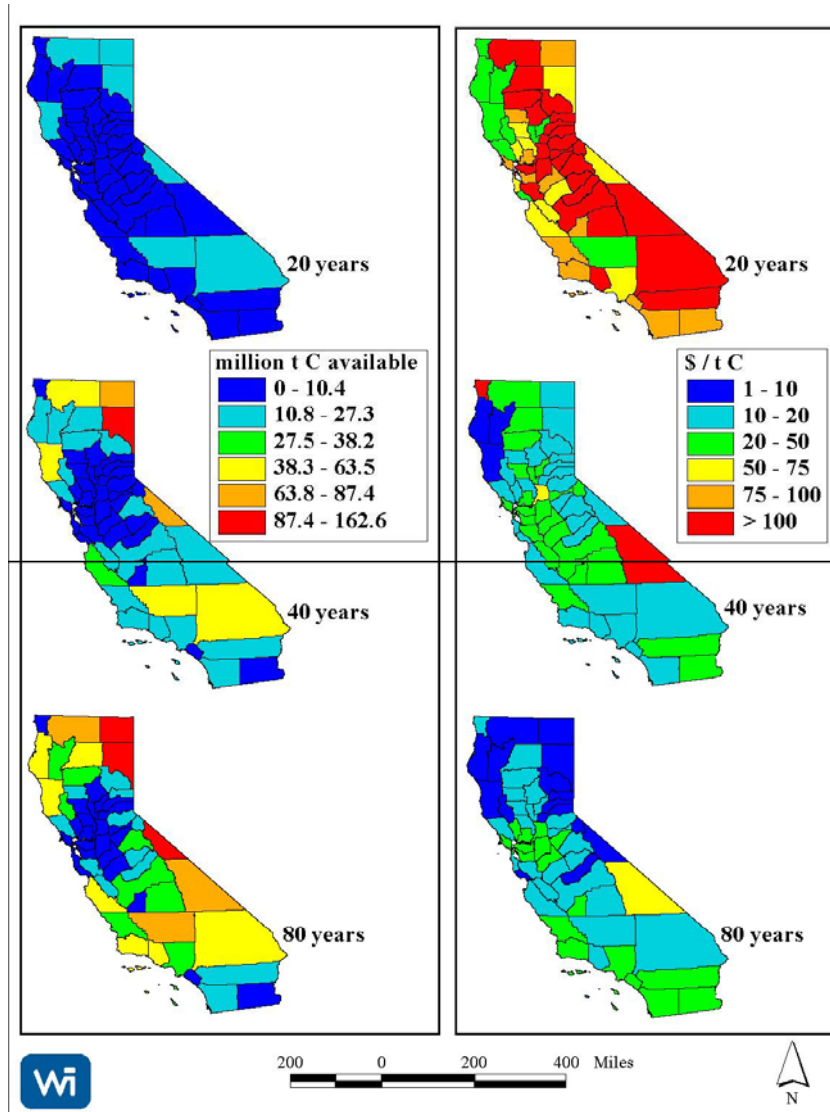 20 years
20 years
million t C available
0 - 10.4
10.8 - 27.3
27.5 - 38.2
38.3 - 63.5
63.8 - 87.4
87.4 - 162.6
$ / t C
1 - 10
10 - 20
20 - 50
50 - 75
75 - 100
> 100
40 years
40 years
80 years
80 years
Wi
200 0 200 400 Miles
N